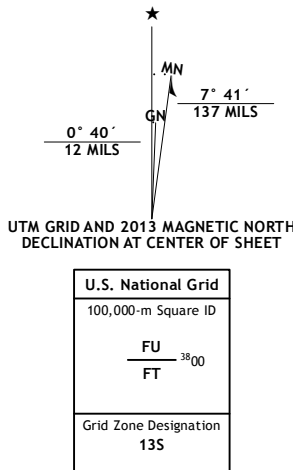 ★
MN
7° 41´
137 MILS
GN
0° 40´
12 MILS
UTM GRID AND 2013 MAGNETIC NORTH
DECLINATION AT CENTER OF SHEET
U.S. National Grid
100,000-m Square ID
FU
3800
FT
Grid Zone Designation
13S